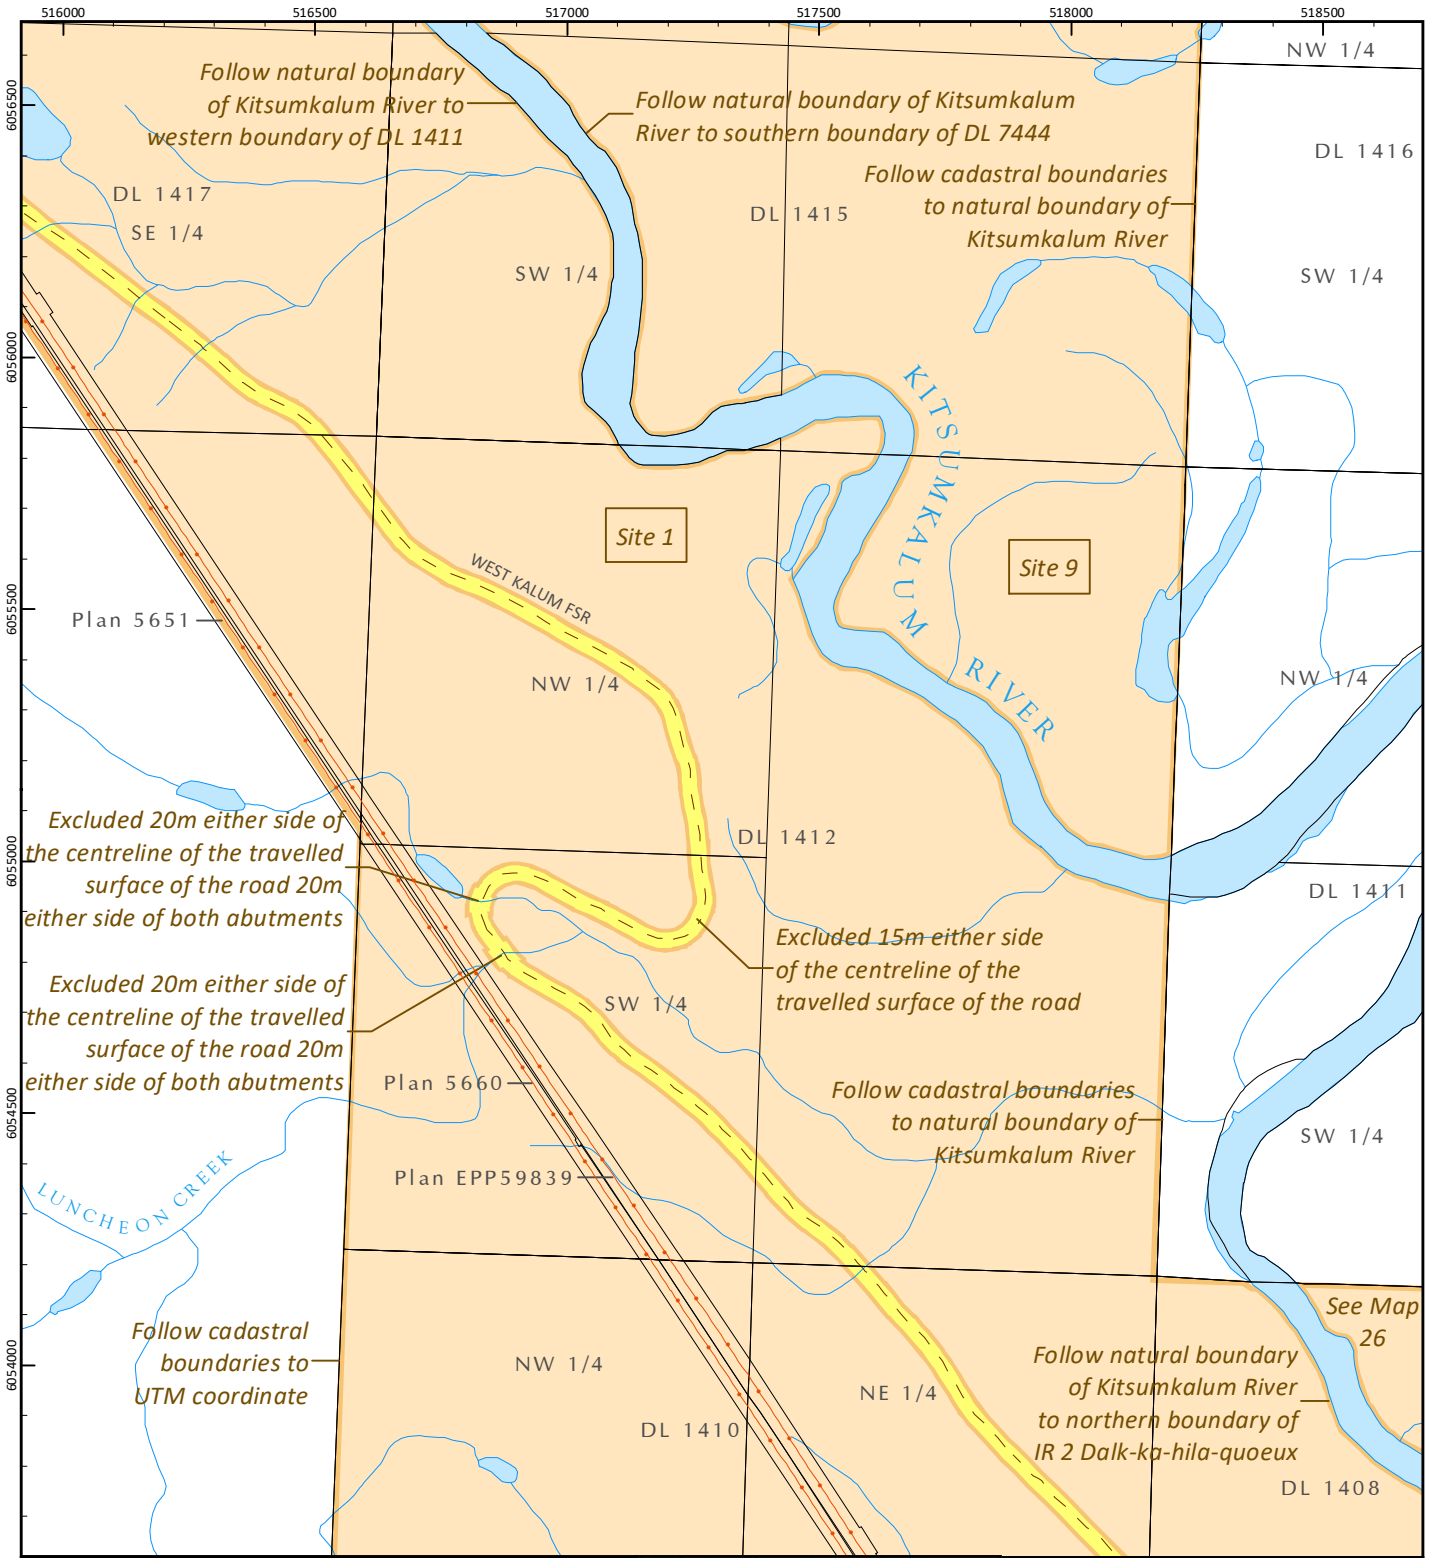 516000
516500
517000
517500
518000
518500
6056500
6056000
6055500
6055000
6054500
6054000
NW 1/4
Follow natural boundary
of Kitsumkalum River to
western boundary of DL 1411
Follow natural boundary of Kitsumkalum
River to southern boundary of DL 7444
DL 1416
Follow cadastral boundaries
to natural boundary of
Kitsumkalum River
DL 1417
SE 1/4
DL 1415
SW 1/4
SW 1/4
KITSUMKALUM
RIVER
Site 1
Site 9
WEST KALUM FSR
Plan 5651
NW 1/4
NW 1/4
Excluded 20m either side of
the centreline of the travelled
surface of the road 20m
either side of both abutments
DL 1412
DL 1411
Excluded 15m either side
of the centreline of the
travelled surface of the road
Excluded 20m either side of
the centreline of the travelled
surface of the road 20m
either side of both abutments
SW 1/4
Plan 5660
Follow cadastral boundaries
to natural boundary of
Kitsumkalum River
SW 1/4
Plan EPP59839
LUNCHEON CREEK
See Map
26
Follow cadastral
boundaries to
UTM coordinate
NW 1/4
NE 1/4
Follow natural boundary
of Kitsumkalum River
to northern boundary of
IR 2 Dalk-ka-hila-quoeux
DL 1410
DL 1408